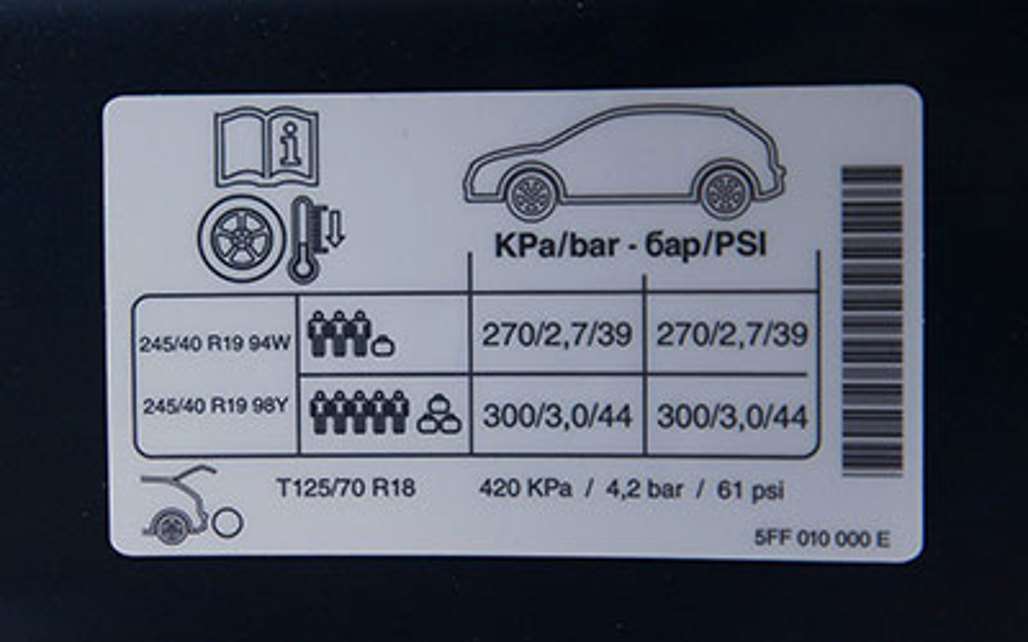 i
KPa/bar - бар/PSI
245/40 R19 94W 270/2,7/39 270/2,7/39
245/40 R19 98Y 300/3,0/44 300/3,0/44
T125/70 R18 420 KPa / 4,2 bar / 61 psi
5FF 010 000 E